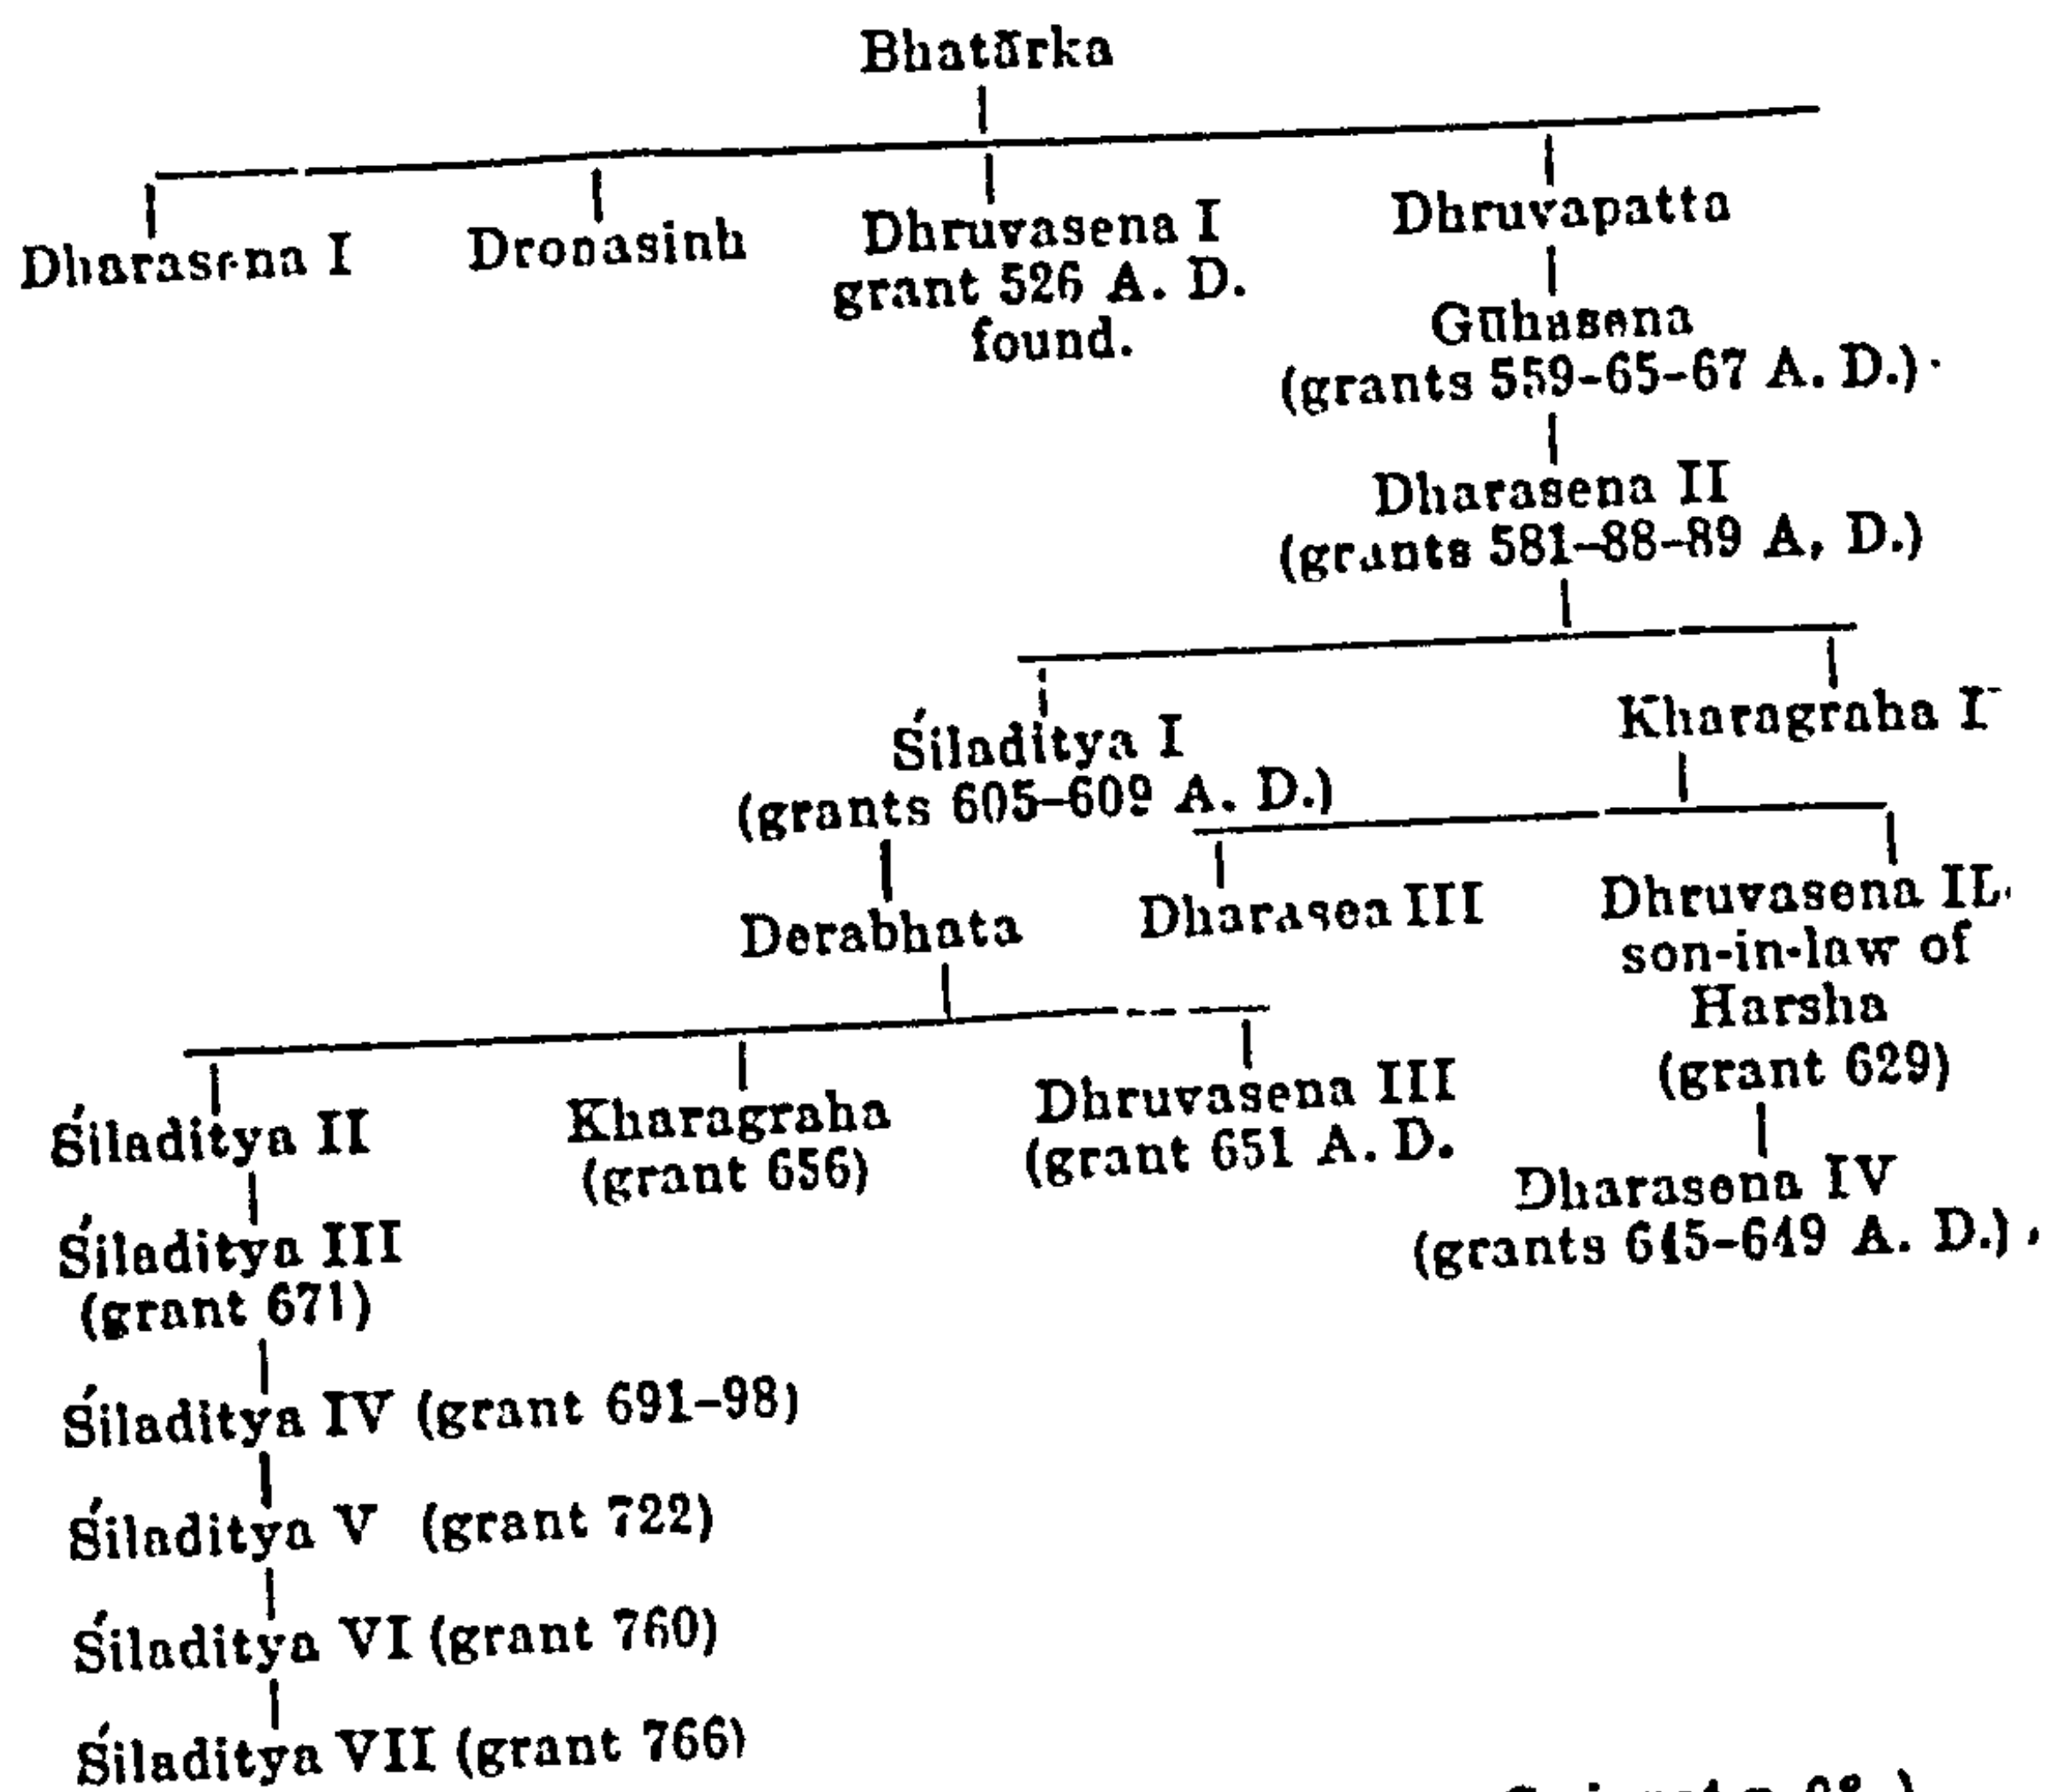 Bhatārka
Dharasena I Dronasinh Dhruvasena I Dhruvapatta
grant 526 A. D.
found.
Gūhasena
(grants 559-65-67 A. D.)
Dharasena II
(grants 581-88-89 A. D.)
Śiladitya I Kharagraha I
(grants 605-609 A. D.)
Derabhata Dharasea III Dhruvasena II.
son-in-law of
Harsha
(grant 629)
Śiladitya II Kharagraha Dhruvasena III
(grant 656) (grant 651 A. D.
Dharasena IV
(grants 645-649 A. D.)
Śiladitya III
(grant 671)
Śiladitya IV (grant 691-98)
Śiladitya V (grant 722)
Śiladitya VI (grant 760)
Śiladitya VII (grant 766)